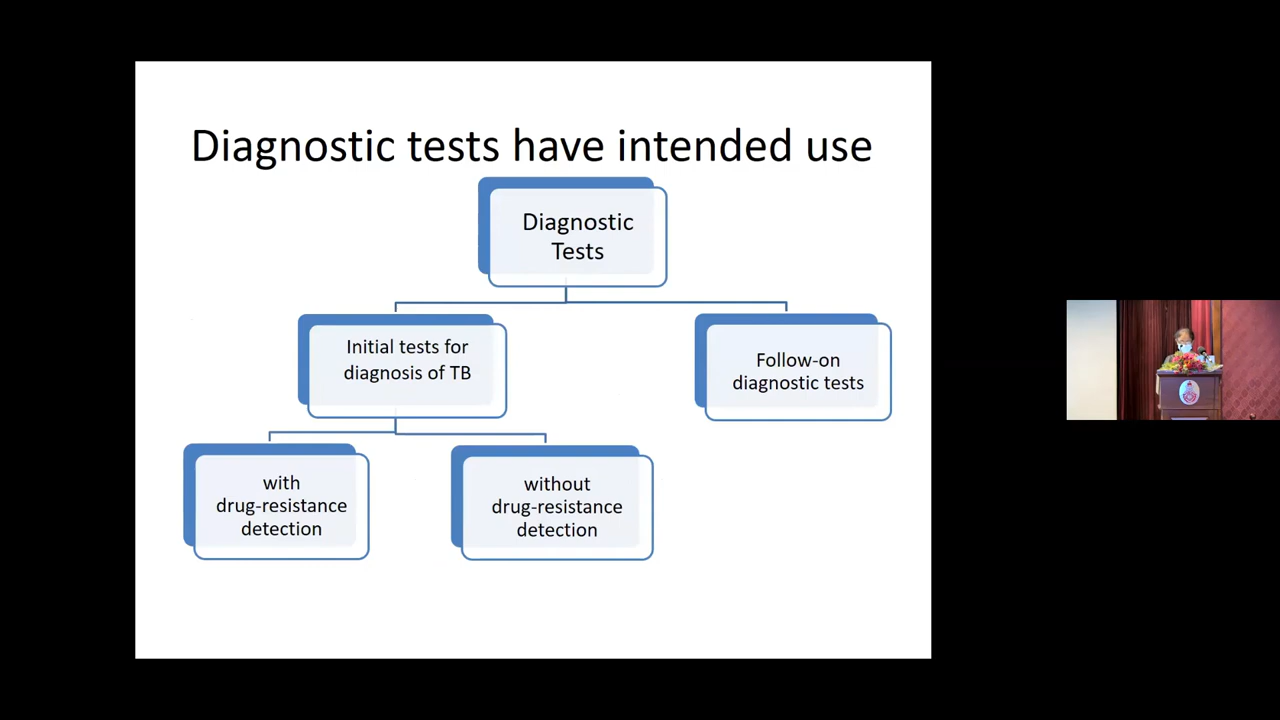 Diagnostic tests have intended use
Diagnostic
Tests
Initial tests for
diagnosis of TB
Follow-on
diagnostic tests
with
drug-resistance
detection
without
drug-resistance
detection